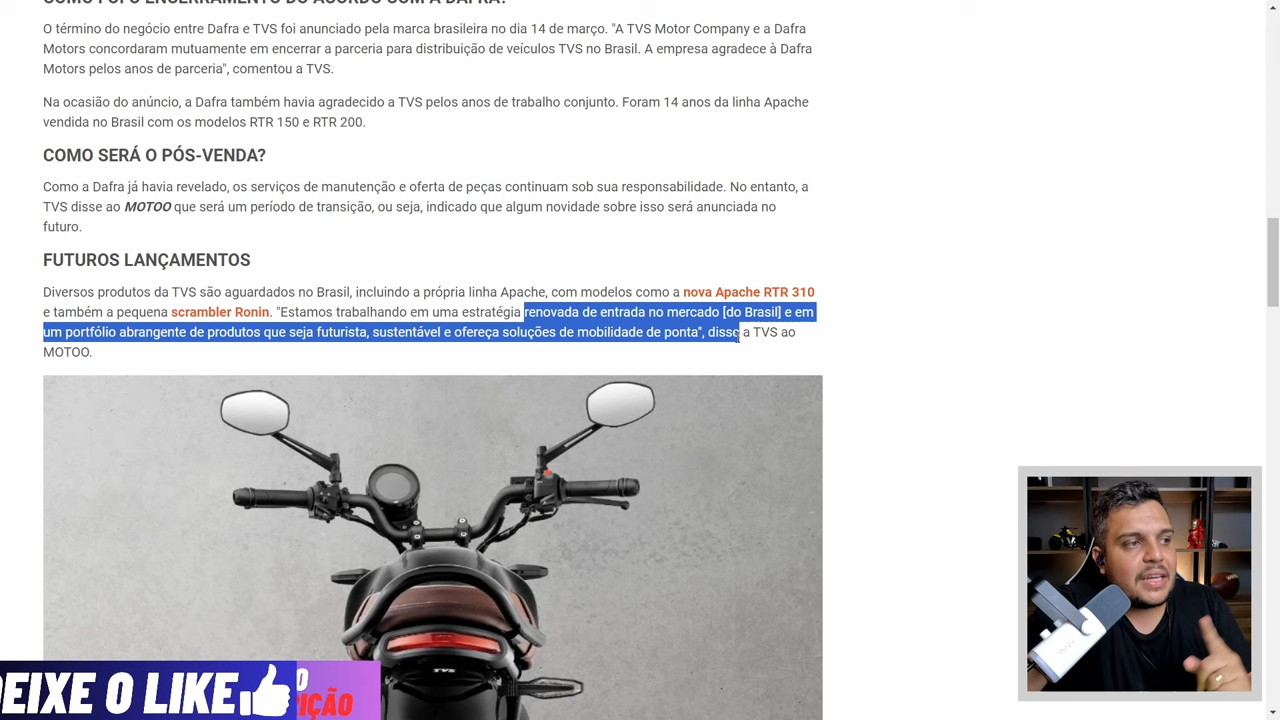 COMO FOI O ENCERRAMENTO DO ACORDO COM A DAFRA?
O término do negócio entre Dafra e TVS foi anunciado pela marca brasileira no dia 14 de março. "A TVS Motor Company e a Dafra
Motors concordaram mutuamente em encerrar a parceria para distribuição de veículos TVS no Brasil. A empresa agradece à Dafra
Motors pelos anos de parceria", comentou a TVS.
Na ocasião do anúncio, a Dafra também havia agradecido a TVS pelos anos de trabalho conjunto. Foram 14 anos da linha Apache
vendida no Brasil com os modelos RTR 150 e RTR 200.
COMO SERÁ O PÓS-VENDA?
Como a Dafra já havia revelado, os serviços de manutenção e oferta de peças continuam sob sua responsabilidade. No entanto, a
TVS disse ao MOTOO que será um período de transição, ou seja, indicado que algum novidade sobre isso será anunciada no
futuro.
FUTUROS LANÇAMENTOS
Diversos produtos da TVS são aguardados no Brasil, incluindo a própria linha Apache, com modelos como a nova Apache RTR 310
e também a pequena scrambler Ronin. "Estamos trabalhando em uma estratégia renovada de entrada no mercado [do Brasil] e em
um portfólio abrangente de produtos que seja futurista, sustentável e ofereça soluções de mobilidade de ponta", disse a TVS ao
MOTOO.
TVS
DEIXE O LIKE